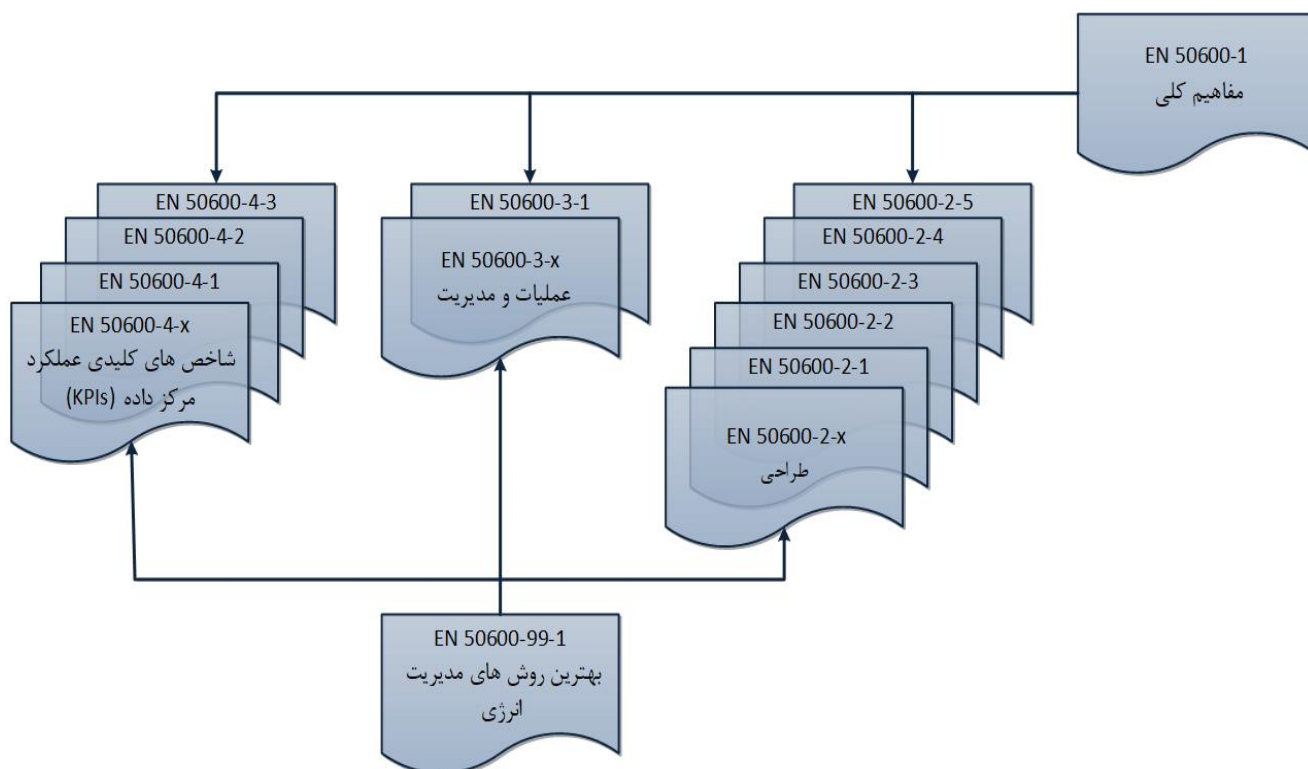 EN 50600-1
مفاهیم کلی
EN 50600-2-5
EN 50600-2-4
EN 50600-2-3
EN 50600-2-2
EN 50600-2-1
EN 50600-2-x
طراحی
EN 50600-3-1
EN 50600-3-x
عملیات و مدیریت
EN 50600-4-3
EN 50600-4-2
EN 50600-4-1
EN 50600-4-x
شاخص های کلیدی عملکرد
مرکز داده (KPIs)
EN 50600-99-1
بهترین روش های مدیریت
انرژی